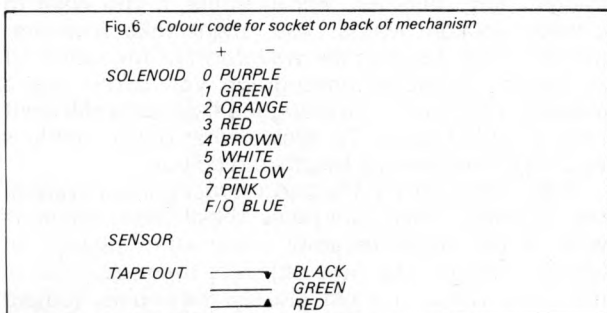 Fig.6 Colour code for socket on back of mechanism
+ −
SOLENOID 0 PURPLE
1 GREEN
2 ORANGE
3 RED
4 BROWN
5 WHITE
6 YELLOW
7 PINK
F/O BLUE
SENSOR
TAPE OUT BLACK
GREEN
RED